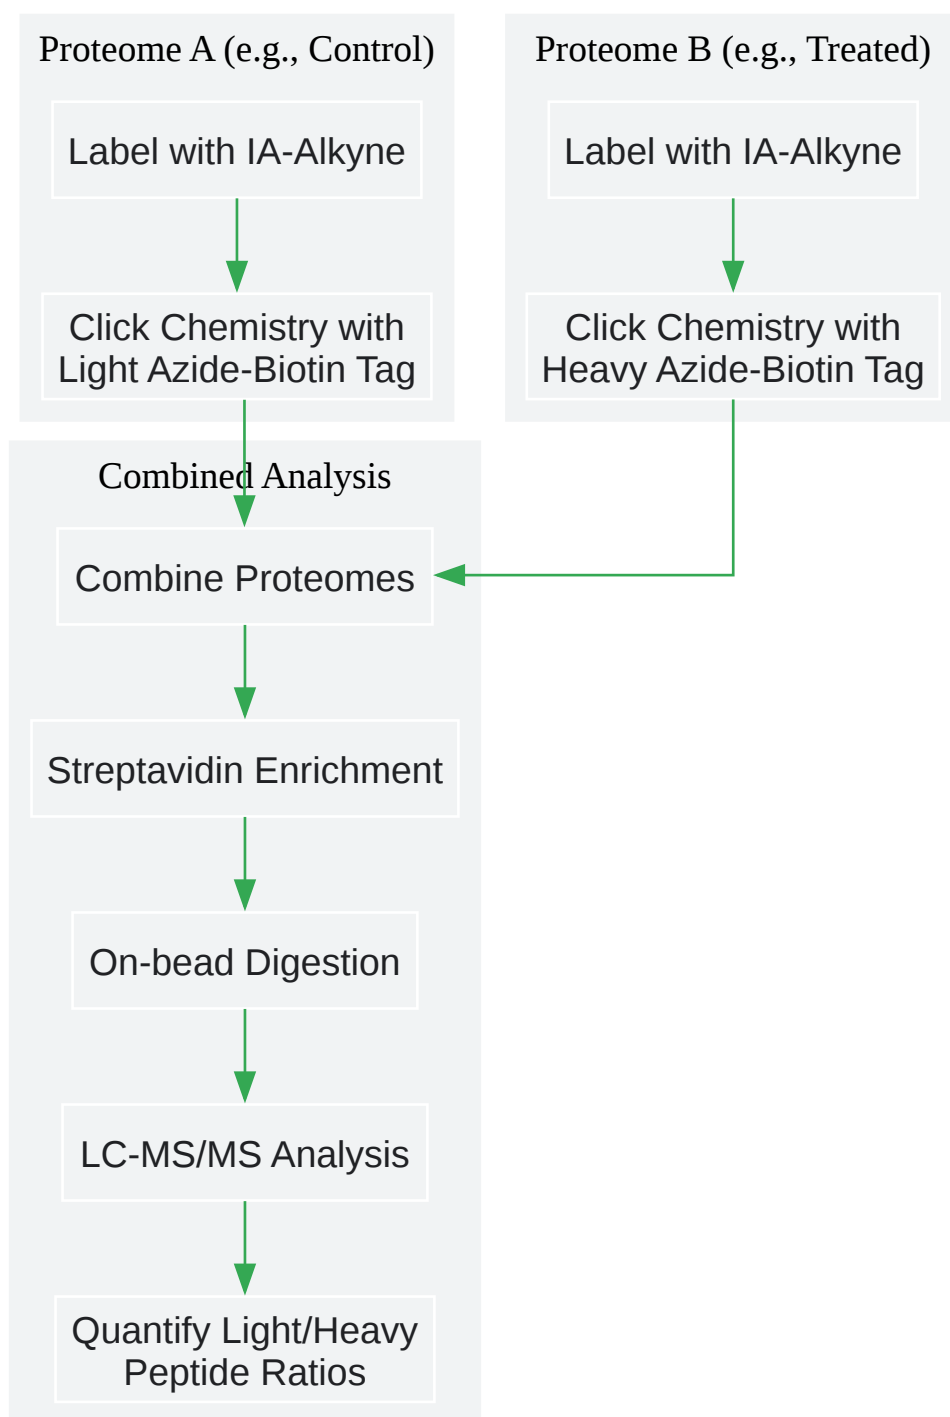 Proteome A (e.g., Control)
Label with IA-Alkyne
Click Chemistry with
Light Azide-Biotin Tag
Proteome B (e.g., Treated)
Label with IA-Alkyne
Click Chemistry with
Heavy Azide-Biotin Tag
Combined Analysis
Combine Proteomes
Streptavidin Enrichment
On-bead Digestion
LC-MS/MS Analysis
Quantify Light/Heavy
Peptide Ratios